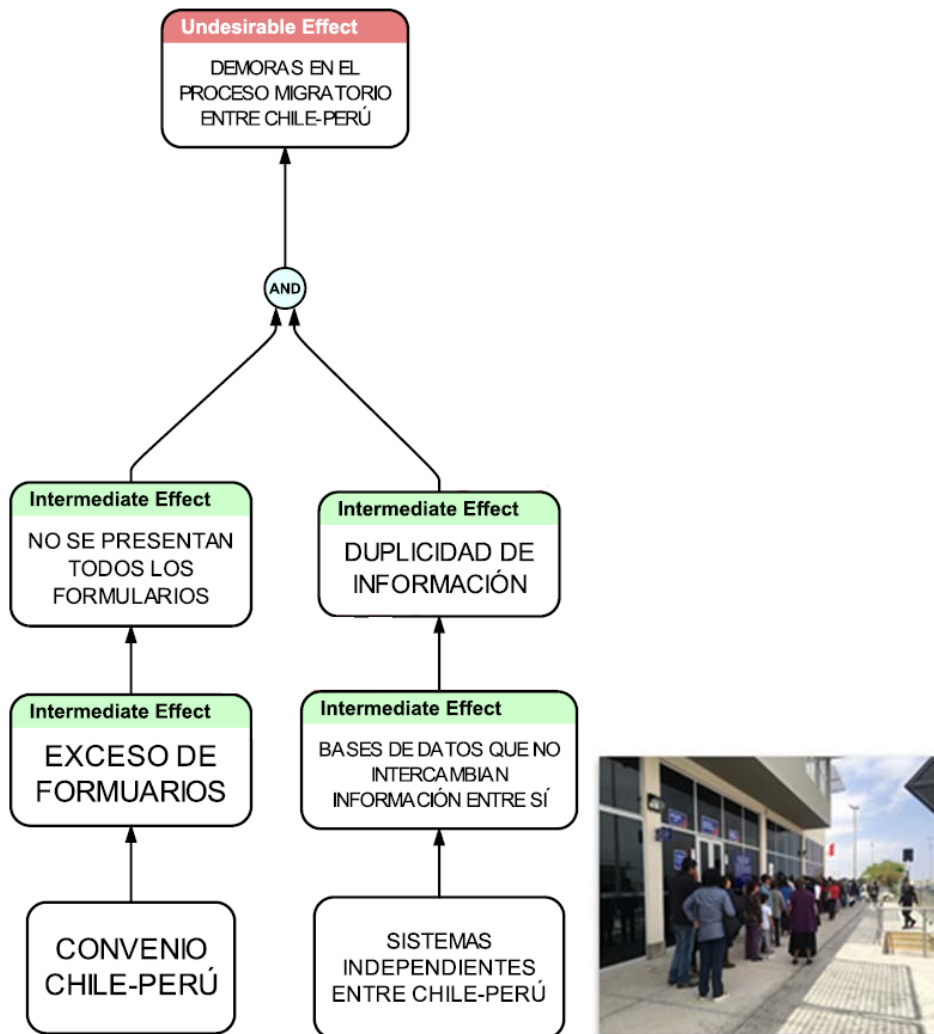 Undesirable Effect
DEMORAS EN EL
PROCESO MIGRATORIO
ENTRE CHILE-PERÚ
AND
Intermediate Effect
NO SE PRESENTAN
TODOS LOS
FORMULARIOS
Intermediate Effect
DUPLICIDAD DE
INFORMACIÓN
Intermediate Effect
EXCESO DE
FORMUARIOS
Intermediate Effect
BASES DE DATOS QUE NO
INTERCAMBIAN
INFORMACIÓN ENTRE SÍ
CONVENIO
CHILE-PERÚ
SISTEMAS
INDEPENDIENTES
ENTRE CHILE-PERÚ